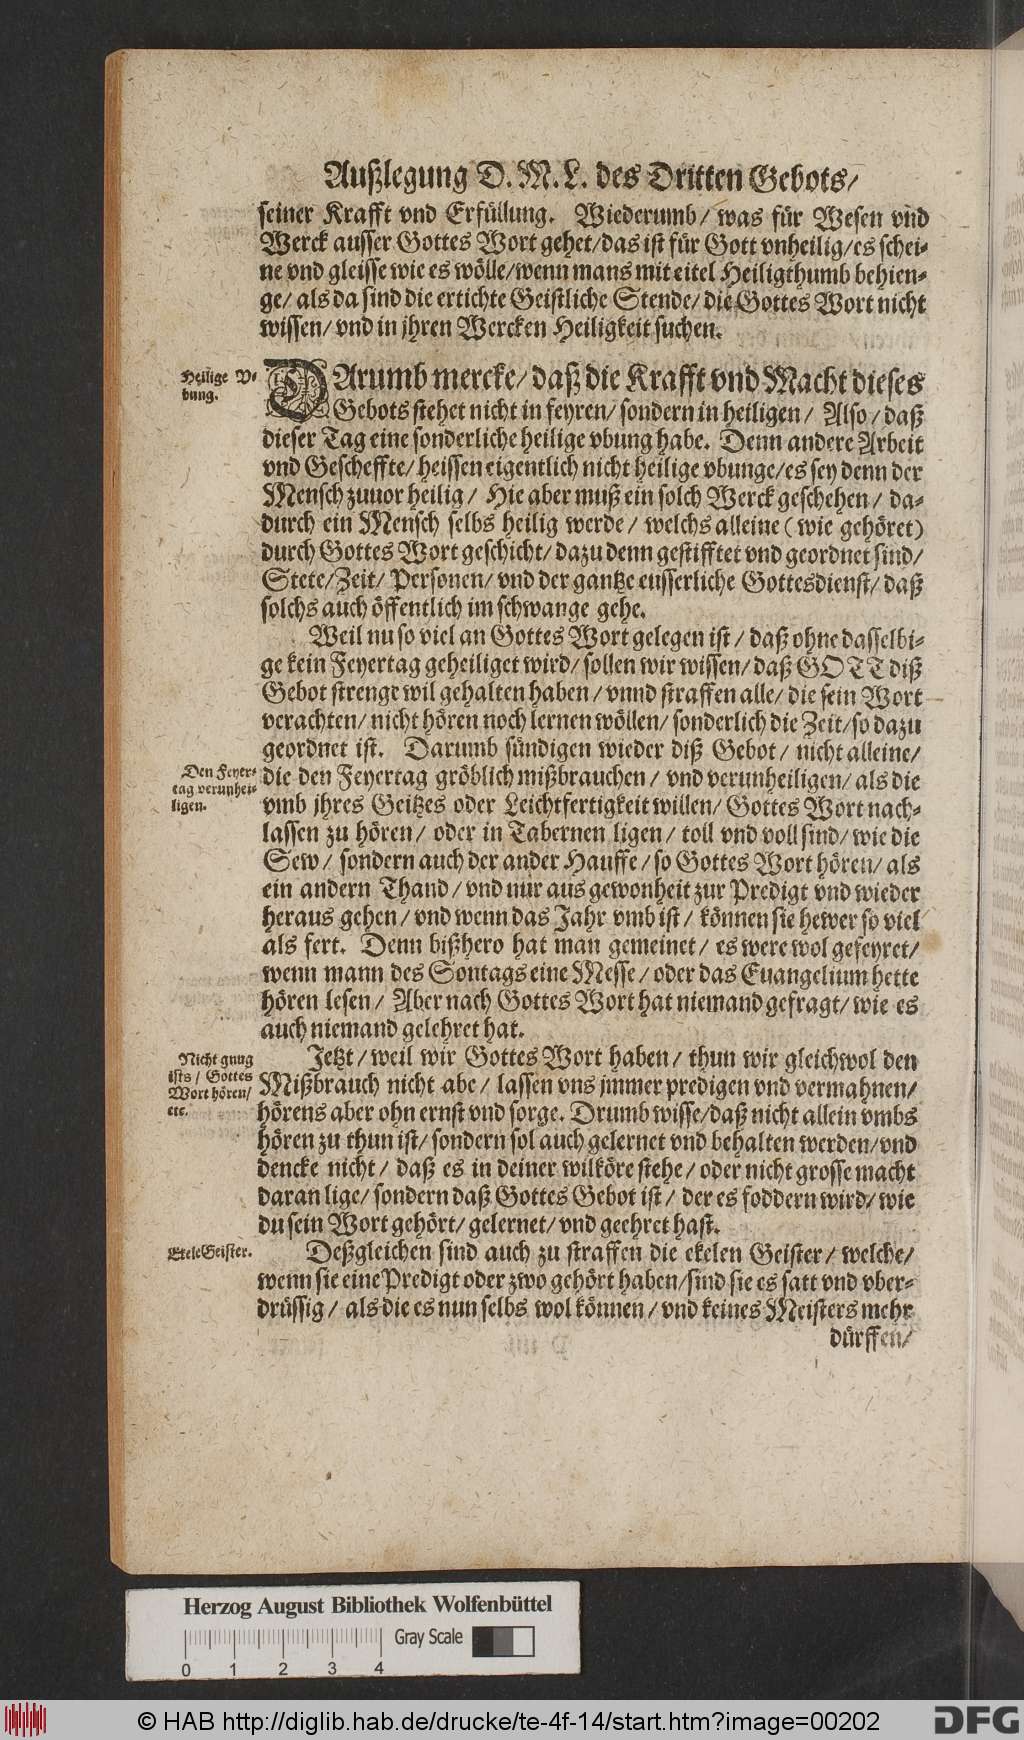 Außlegung D. M. L. des Dritten Gebots/
seiner Krafft vnd Erfüllung. Wiederumb/ was für Wesen vnd
Werck ausser Gottes Wort gehet/das ist für Gott vnheilig/es schei-
ne vnd gleisse wie es wölle/wenn mans mit eitel Heiligthumb behien-
ge/ als da sind die ertichte Geistliche Stende/ die Gottes Wort nicht
wissen/ vnd in jhren Wercken Heiligkeit suchen.
Heilige V-
bung.
DArumb mercke/ daß die Krafft vnd Macht dieses
Gebots stehet nicht in feyren/ sondern in heiligen/ Also/ daß
dieser Tag eine sonderliche heilige vbung habe. Denn andere Arbeit
vnd Gescheffte/ heissen eigentlich nicht heilige vbunge/es sey denn der
Mensch zuuor heilig/ Hie aber muß ein solch Werck geschehen/ da-
durch ein Mensch selbs heilig werde/ welchs alleine (wie gehöret)
durch Gottes Wort geschicht/ dazu denn gestifftet vnd geordnet sind/
Stete/Zeit/ Personen/ vnd der gantze eusserliche Gottesdienst/ daß
solchs auch öffentlich im schwange gehe.
Weil nu so viel an Gottes Wort gelegen ist/ daß ohne dasselbi-
ge kein Feyertag geheiliget wird/ sollen wir wissen/ daß GOTT diß
Gebot strenge wil gehalten haben/ vnnd straffen alle/ die sein Wort
verachten/ nicht hören noch lernen wöllen/ sonderlich die Zeit/ so dazu
geordnet ist. Darumb sündigen wieder diß Gebot/ nicht alleine/
Den Feyer-
tag verunhei-
ligen.
die den Feyertag gröblich mißbrauchen/ vnd verunheiligen/ als die
vmb jhres Geitzes oder Leichtfertigkeit willen/ Gottes Wort nach-
lassen zu hören/ oder in Tabernen ligen/ toll vnd voll sind/ wie die
Sew/ sondern auch der ander Hauffe/ so Gottes Wort hören/ als
ein andern Thand/ vnd nur aus gewonheit zur Predigt vnd wieder
heraus gehen/ vnd wenn das Jahr vmb ist/ können sie hewer so viel
als fert. Denn bißhero hat man gemeinet/ es were wol gefeyret/
wenn mann des Sontags eine Messe/ oder das Euangelium hette
hören lesen/ Aber nach Gottes Wort hat niemand gefragt/ wie es
auch niemand gelehret hat.
Nicht gnug
ists/ Gottes
Wort hören/
etc.
Jetzt/ weil wir Gottes Wort haben/ thun wir gleichwol den
Mißbrauch nicht abe/ lassen vns jmmer predigen vnd vermahnen/
hörens aber ohn ernst vnd sorge. Drumb wisse/daß nicht allein vmbs
hören zu thun ist/ sondern sol auch gelernet vnd behalten werden/vnd
dencke nicht/ daß es in deiner wilköre stehe/ oder nicht grosse macht
daran lige/ sondern daß Gottes Gebot ist/ der es foddern wird/ wie
du sein Wort gehört/ gelernet/ vnd geehret hast.
Ekele Geister.
Deßgleichen sind auch zu straffen die ekelen Geister/ welche/
wenn sie eine Predigt oder zwo gehört haben/sind sie es satt vnd vber-
drüssig/ als die es nun selbs wol können/ vnd keines Meisters mehr
dürffen/
Herzog August Bibliothek Wolfenbüttel
Gray Scale
0 1 2 3 4
© HAB http://diglib.hab.de/drucke/te-4f-14/start.htm?image=00202
DFG